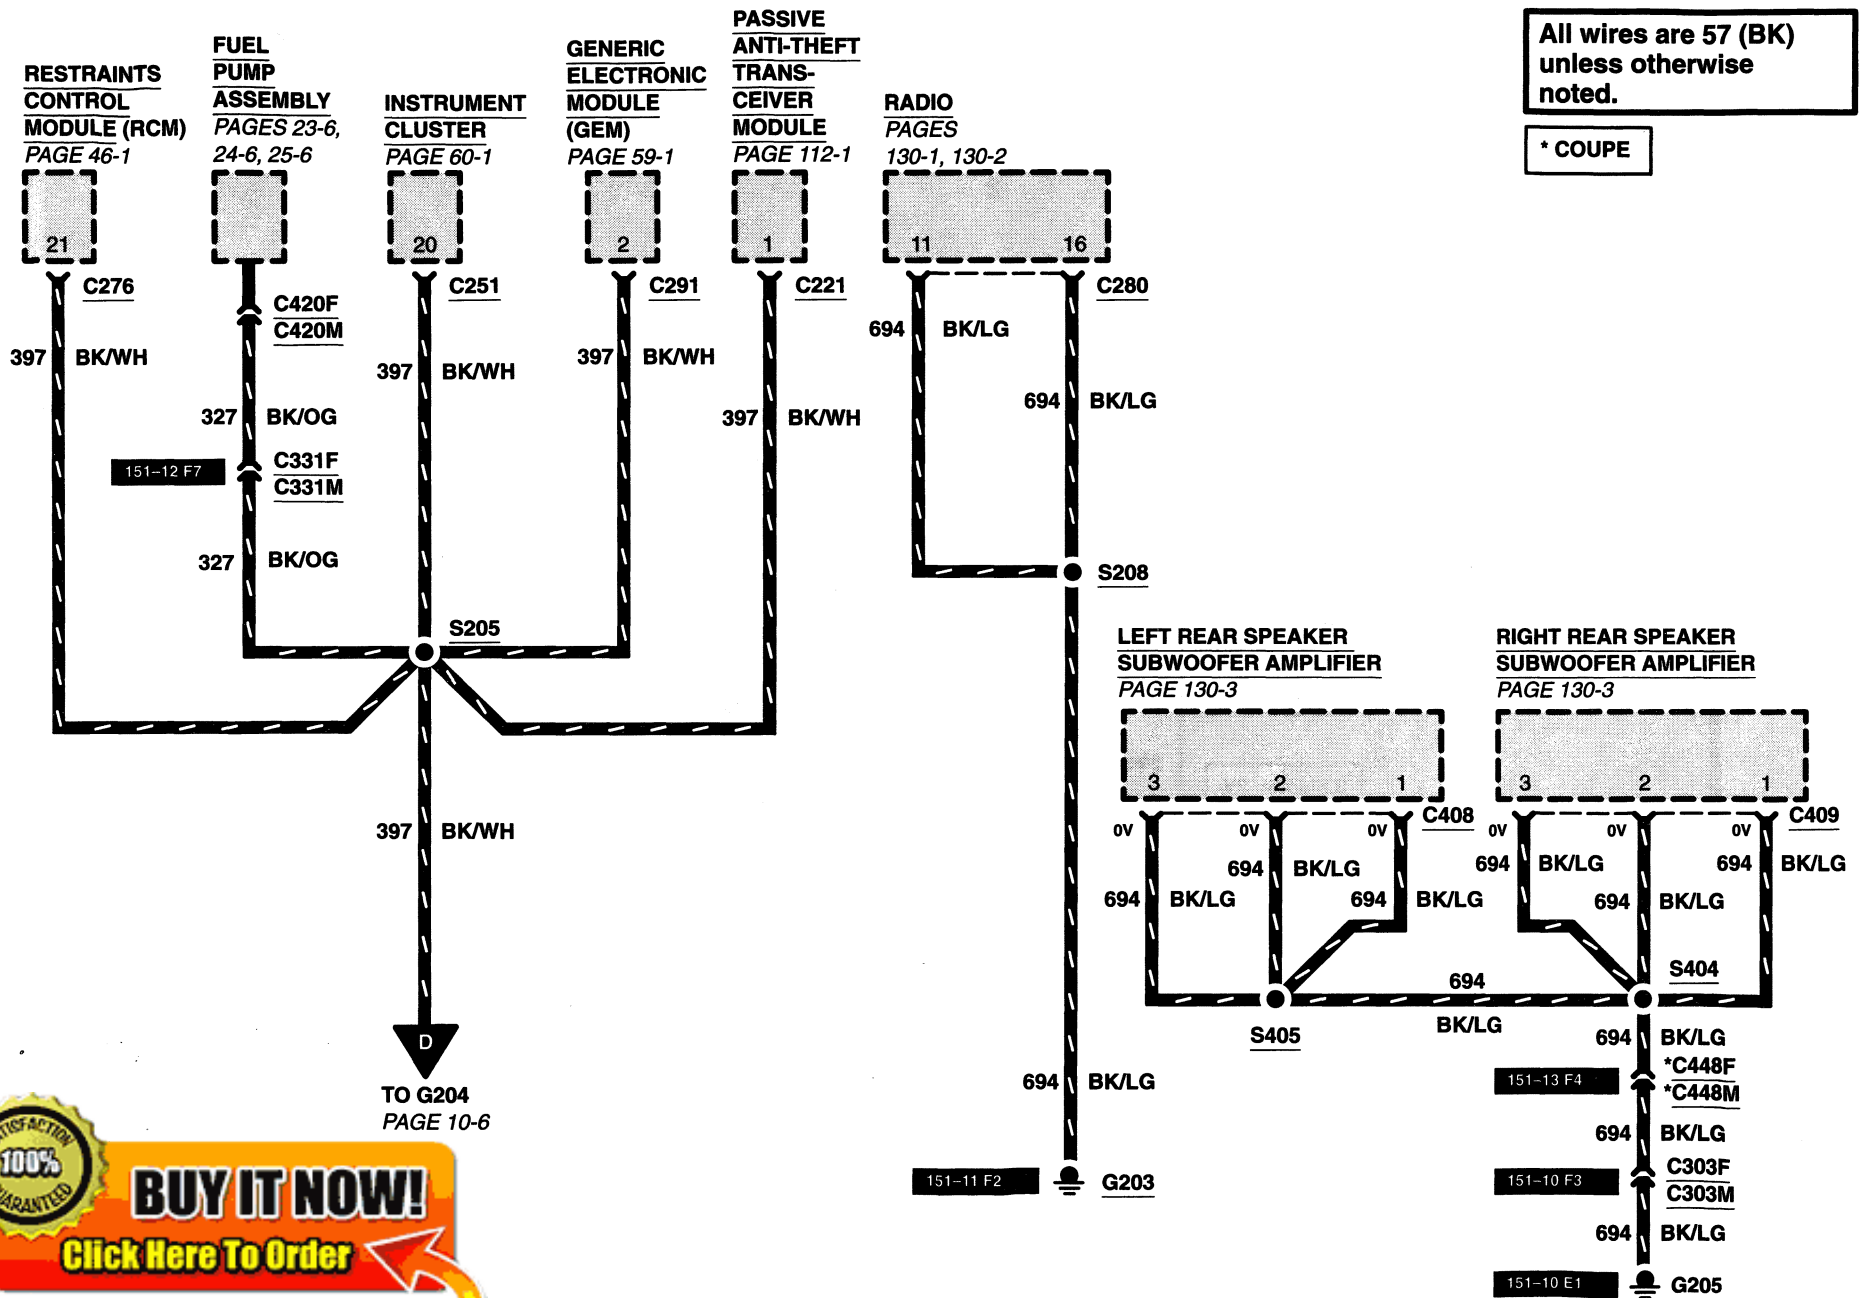 RESTRAINTS
CONTROL
MODULE (RCM)
PAGE 46-1
21
C276
397 BK/WH
FUEL
PUMP
ASSEMBLY
PAGES 23-6,
24-6, 25-6
C420F
C420M
327 BK/OG
151-12 F7
C331F
C331M
327 BK/OG
INSTRUMENT
CLUSTER
PAGE 60-1
20
C251
397 BK/WH
GENERIC
ELECTRONIC
MODULE
(GEM)
PAGE 59-1
2
C291
397 BK/WH
PASSIVE
ANTI-THEFT
TRANS-
CEIVER
MODULE
PAGE 112-1
1
C221
397 BK/WH
S205
397 BK/WH
D
TO G204
PAGE 10-6
RADIO
PAGES
130-1, 130-2
11 16
C280
694 BK/LG
694 BK/LG
S208
694 BK/LG
151-11 F2
G203
All wires are 57 (BK)
unless otherwise
noted.
* COUPE
LEFT REAR SPEAKER
SUBWOOFER AMPLIFIER
PAGE 130-3
3 2 1
C408
0V 0V 0V
694 BK/LG
694 BK/LG
694 BK/LG
S405
694
BK/LG
RIGHT REAR SPEAKER
SUBWOOFER AMPLIFIER
PAGE 130-3
3 2 1
C409
0V 0V 0V
694 BK/LG
694 BK/LG
694 BK/LG
S404
694 BK/LG
151-13 F4
*C448F
*C448M
694 BK/LG
151-10 F3
C303F
C303M
694 BK/LG
151-10 E1
G205
SATISFACTION
100%
GUARANTEED
BUY IT NOW!
Click Here To Order